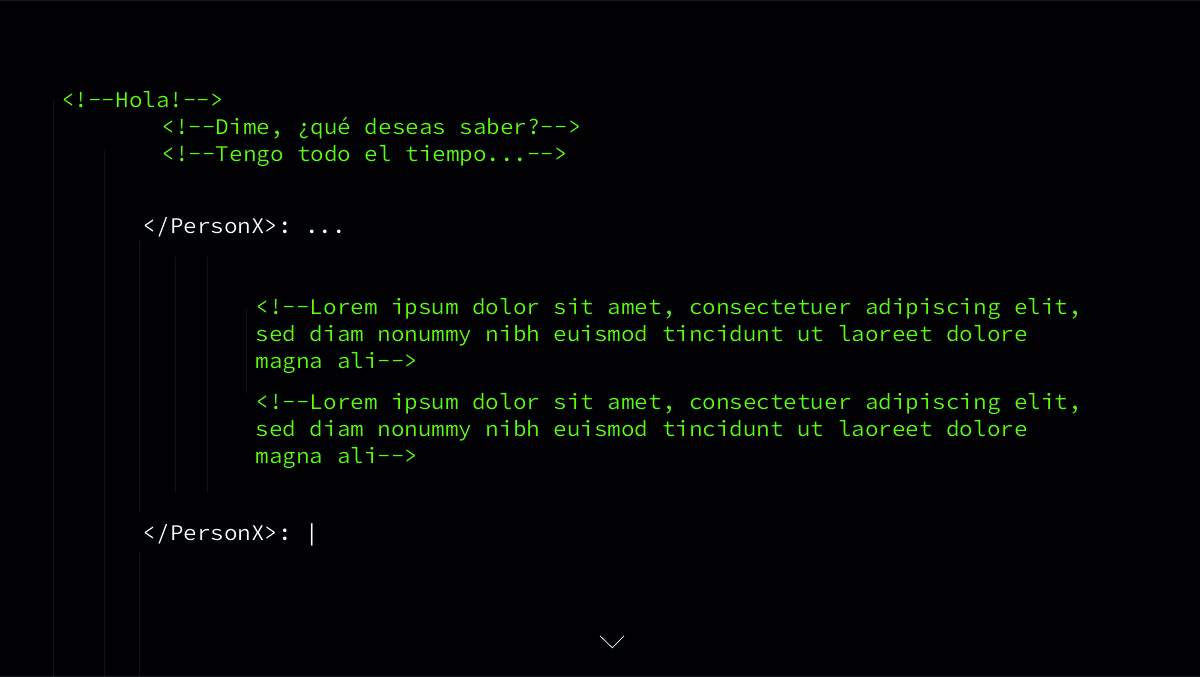 <!--Hola!-->
<!--Dime, ¿qué deseas saber?-->
<!--Tengo todo el tiempo...-->
</PersonX>: ...
<!--Lorem ipsum dolor sit amet, consectetuer adipiscing elit,
sed diam nonummy nibh euismod tincidunt ut laoreet dolore
magna ali-->
<!--Lorem ipsum dolor sit amet, consectetuer adipiscing elit,
sed diam nonummy nibh euismod tincidunt ut laoreet dolore
magna ali-->
</PersonX>: |